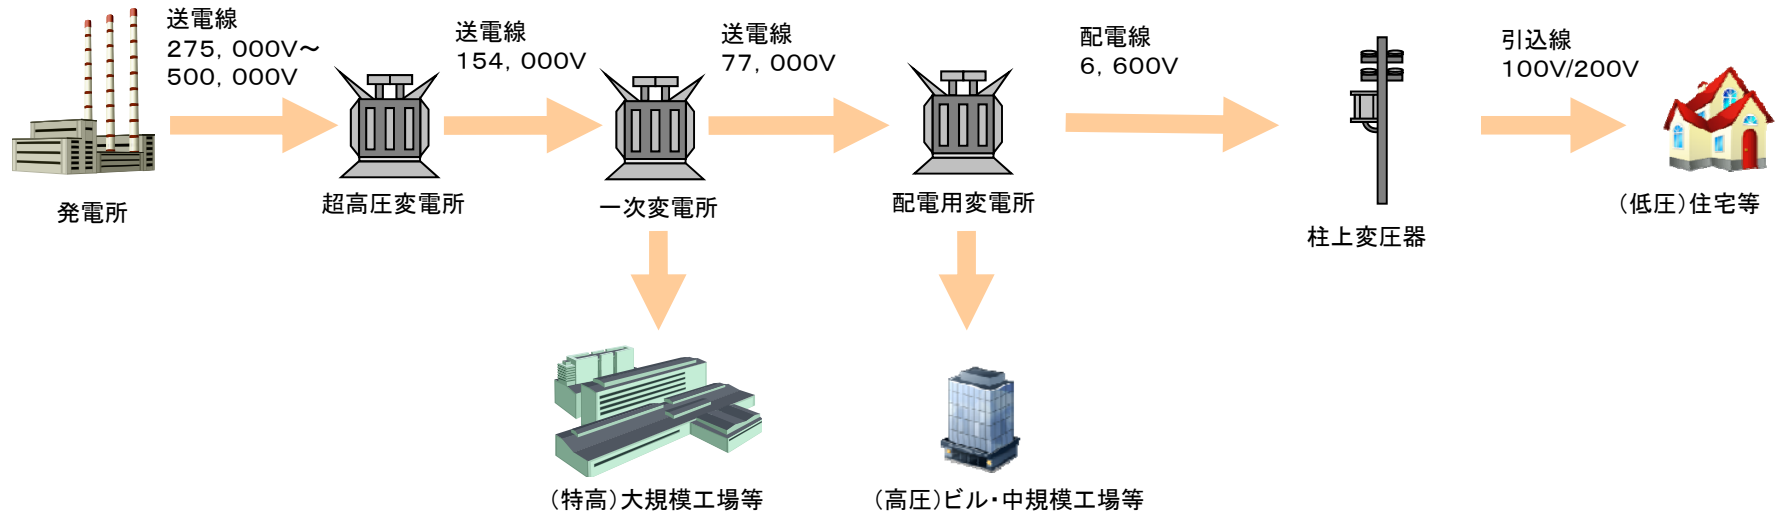 送電線
275,000V～
500,000V
送電線
154,000V
送電線
77,000V
配電線
6,600V
引込線
100V/200V
発電所
超高圧変電所
一次変電所
配電用変電所
柱上変圧器
（低圧）住宅等
（特高）大規模工場等
（高圧）ビル・中規模工場等